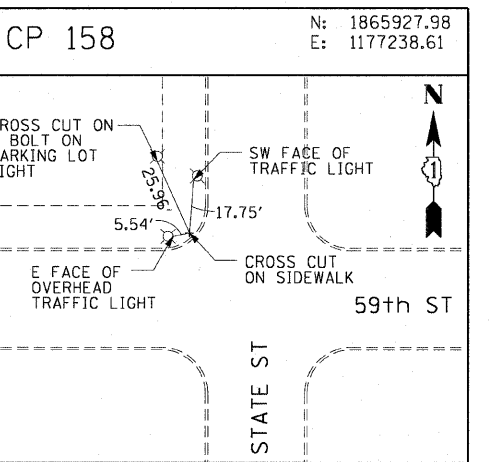 CP 158
N: 1865927.98
E: 1177238.61
N
ROSS CUT ON
BOLT ON
ARKING LOT
IGHT
SW FACE OF
TRAFFIC LIGHT
25.96'
17.75'
5.54'
E FACE OF
OVERHEAD
TRAFFIC LIGHT
CROSS CUT
ON SIDEWALK
1
59th ST
STATE ST